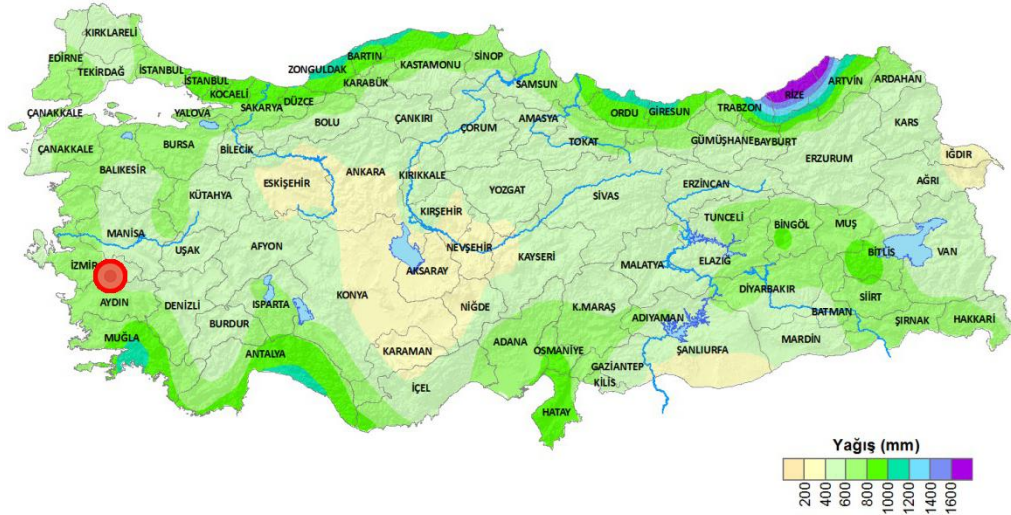 KIRKLARELİ
EDİRNE
TEKİRDAĞ
İSTANBUL
İSTANBUL
KOCAELİ
SAKARYA
DÜZCE
ZONGULDAK
BARTIN
KARABÜK
KASTAMONU
SİNOP
SAMSUN
ORDU
GİRESUN
TRABZON
RİZE
ARTVİN
ARDAHAN
ÇANAKKALE
YALOVA
BOLU
ÇANKIRI
ÇORUM
AMASYA
TOKAT
GÜMÜŞHANE
BAYBURT
KARS
ÇANAKKALE
BURSA
BİLECİK
ERZURUM
IĞDIR
BALIKESİR
ESKİŞEHİR
ANKARA
KIRIKKALE
YOZGAT
SİVAS
ERZİNCAN
AĞRI
KÜTAHYA
KIRŞEHİR
TUNCELİ
BİNGÖL
MUŞ
MANİSA
UŞAK
AFYON
NEVŞEHİR
KAYSERİ
MALATYA
ELAZIĞ
BİTLİS
VAN
İZMİR
AKSARAY
AYDIN
DENİZLİ
ISPARTA
KONYA
NİĞDE
K.MARAŞ
ADIYAMAN
DİYARBAKIR
BATMAN
SİİRT
ŞIRNAK
HAKKARİ
BURDUR
MUĞLA
ANTALYA
KARAMAN
ADANA
OSMANİYE
GAZİANTEP
ŞANLIURFA
MARDİN
İÇEL
KİLİS
HATAY
Yağış (mm)
200
400
600
800
1000
1200
1400
1600